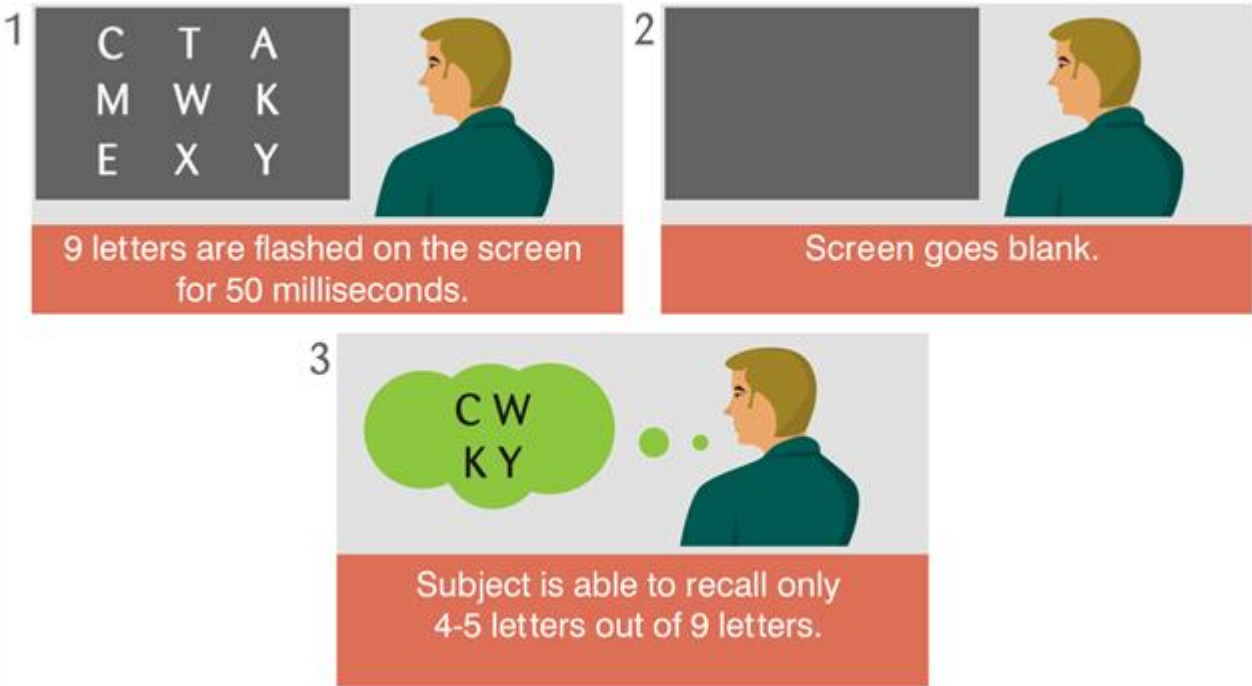 1
C T A
M W K
E X Y
9 letters are flashed on the screen
for 50 milliseconds.
2
Screen goes blank.
3
C W
K Y
Subject is able to recall only
4-5 letters out of 9 letters.